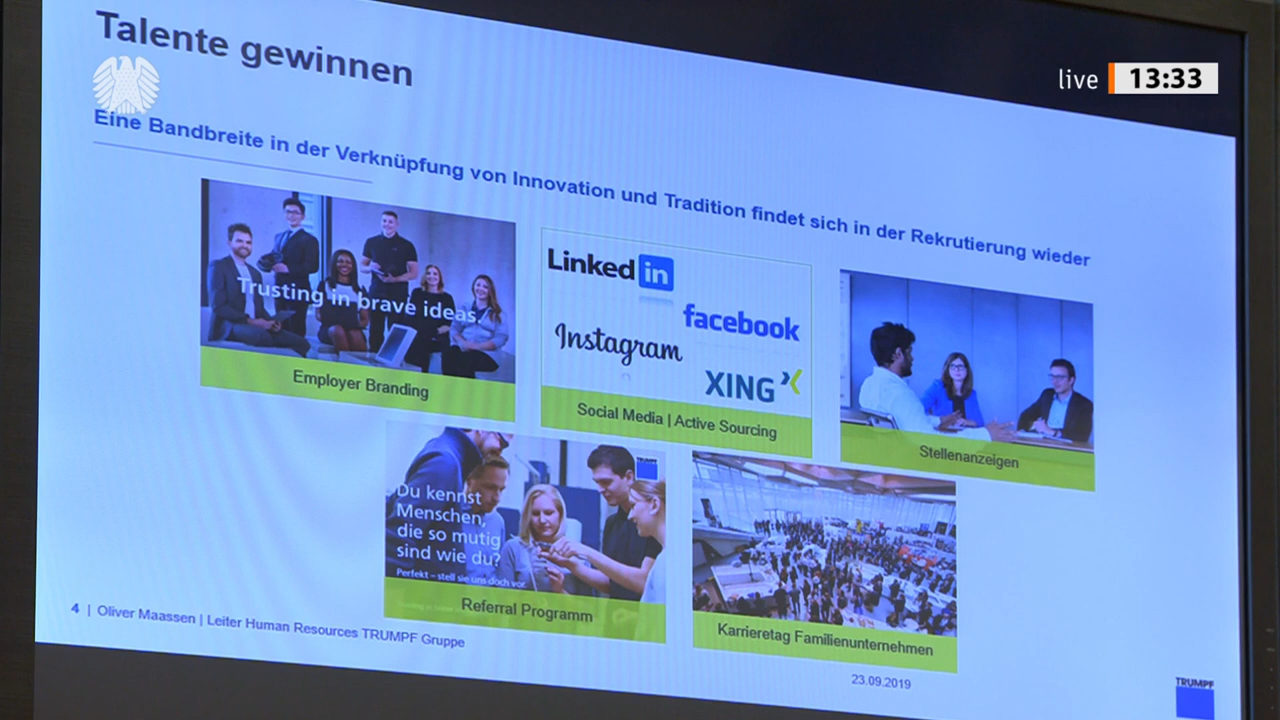 Talente gewinnen
live 13:33
Eine Bandbreite in der Verknüpfung von Innovation und Tradition findet sich in der Rekrutierung wieder
Trusting in brave ideas.
Employer Branding
Linked in
facebook
Instagram
XING
Social Media | Active Sourcing
Stellenanzeigen
TRUMPF
Du kennst
Menschen,
die so mutig
sind wie du?
Perfekt – stell sie uns doch vor.
Referral Programm
Karrieretag Familienunternehmen
4 | Oliver Maassen | Leiter Human Resources TRUMPF Gruppe
23.09.2019
TRUMPF